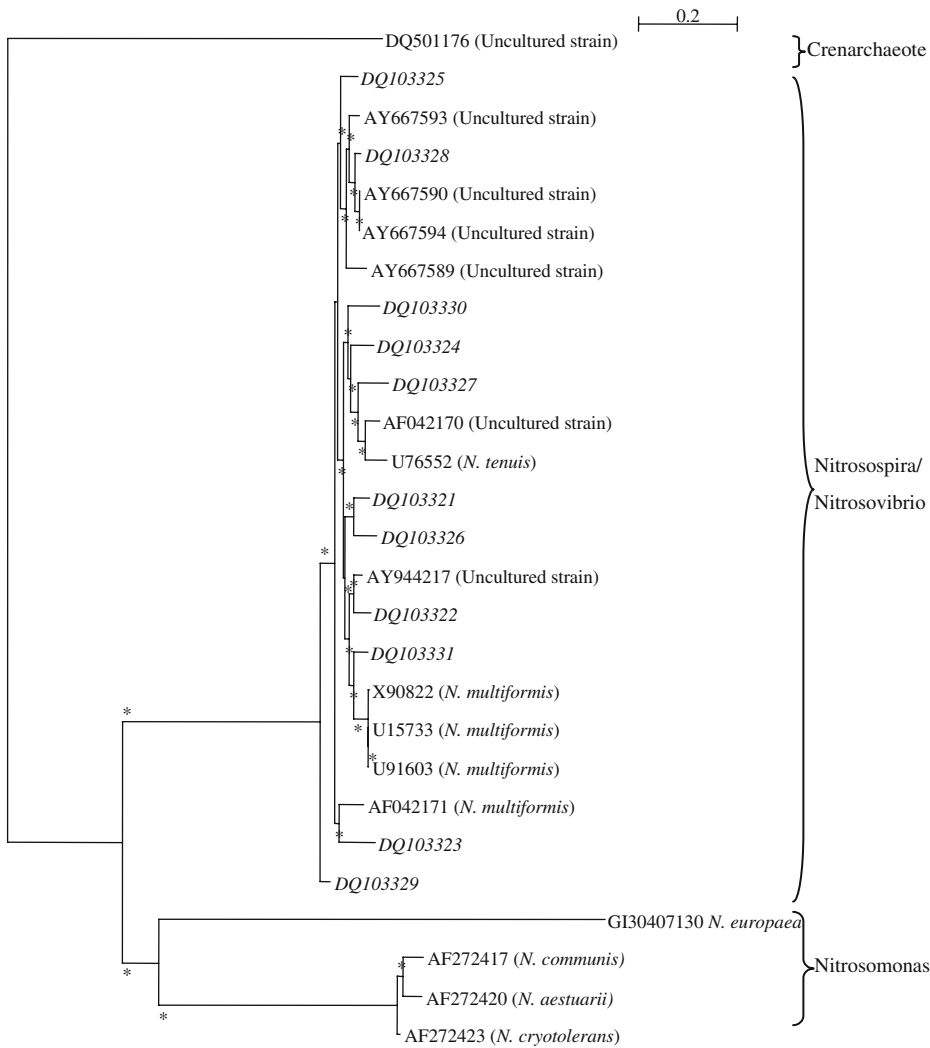 0.2
DQ501176 (Uncultured strain)
Crenarchaeote
DQ103325
AY667593 (Uncultured strain)
DQ103328
AY667590 (Uncultured strain)
AY667594 (Uncultured strain)
AY667589 (Uncultured strain)
DQ103330
DQ103324
DQ103327
AF042170 (Uncultured strain)
U76552 (N. tenuis)
Nitrosospira/
Nitrosovibrio
DQ103321
DQ103326
AY944217 (Uncultured strain)
DQ103322
DQ103331
X90822 (N. multiformis)
U15733 (N. multiformis)
U91603 (N. multiformis)
AF042171 (N. multiformis)
DQ103323
DQ103329
GI30407130 N. europaea
AF272417 (N. communis)
Nitrosomonas
AF272420 (N. aestuarii)
AF272423 (N. cryotolerans)